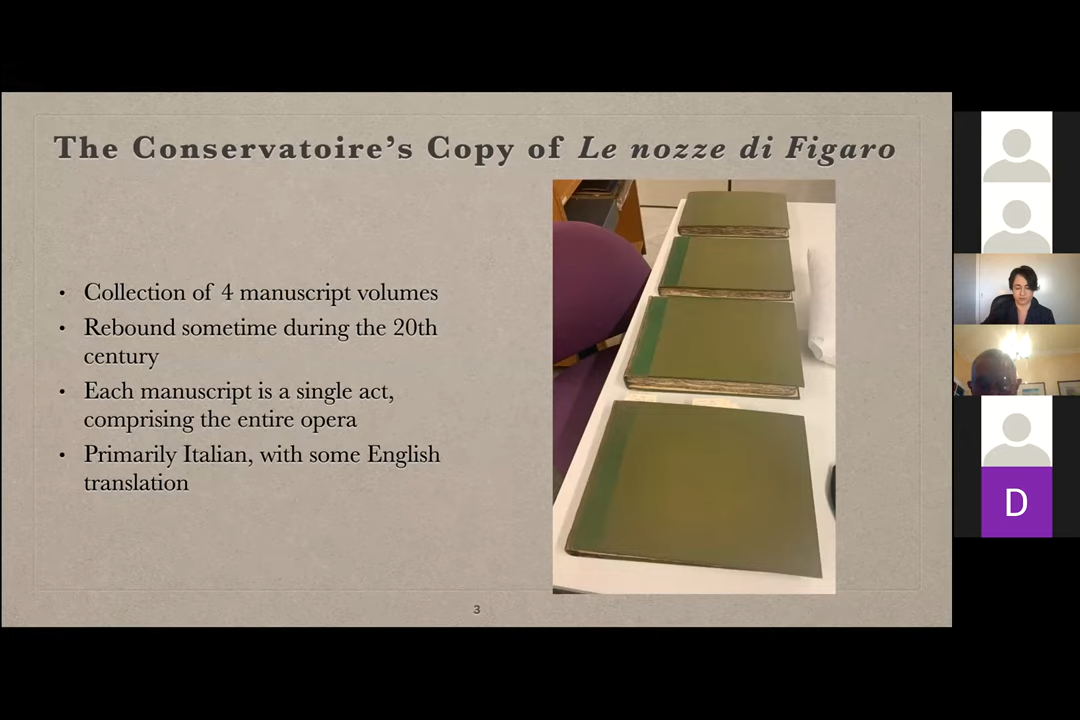 The Conservatoire's Copy of Le nozze di Figaro
• Collection of 4 manuscript volumes
• Rebound sometime during the 20th
century
• Each manuscript is a single act,
comprising the entire opera
• Primarily Italian, with some English
translation
3
D